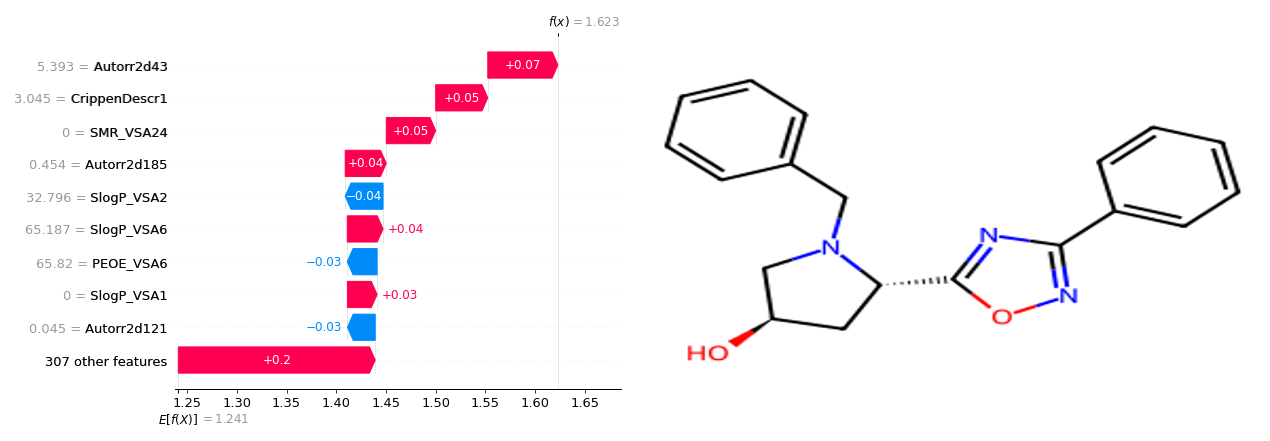 f(x) = 1.623
5.393 = Autorr2d43
+0.07
3.045 = CrippenDescr1
+0.05
0 = SMR_VSA24
+0.05
0.454 = Autorr2d185
+0.04
32.796 = SlogP_VSA2
−0.04
65.187 = SlogP_VSA6
+0.04
65.82 = PEOE_VSA6
−0.03
0 = SlogP_VSA1
+0.03
0.045 = Autorr2d121
−0.03
307 other features
+0.2
1.25 1.30 1.35 1.40 1.45 1.50 1.55 1.60 1.65
E[f(X)] = 1.241
N
N
N
O
HO